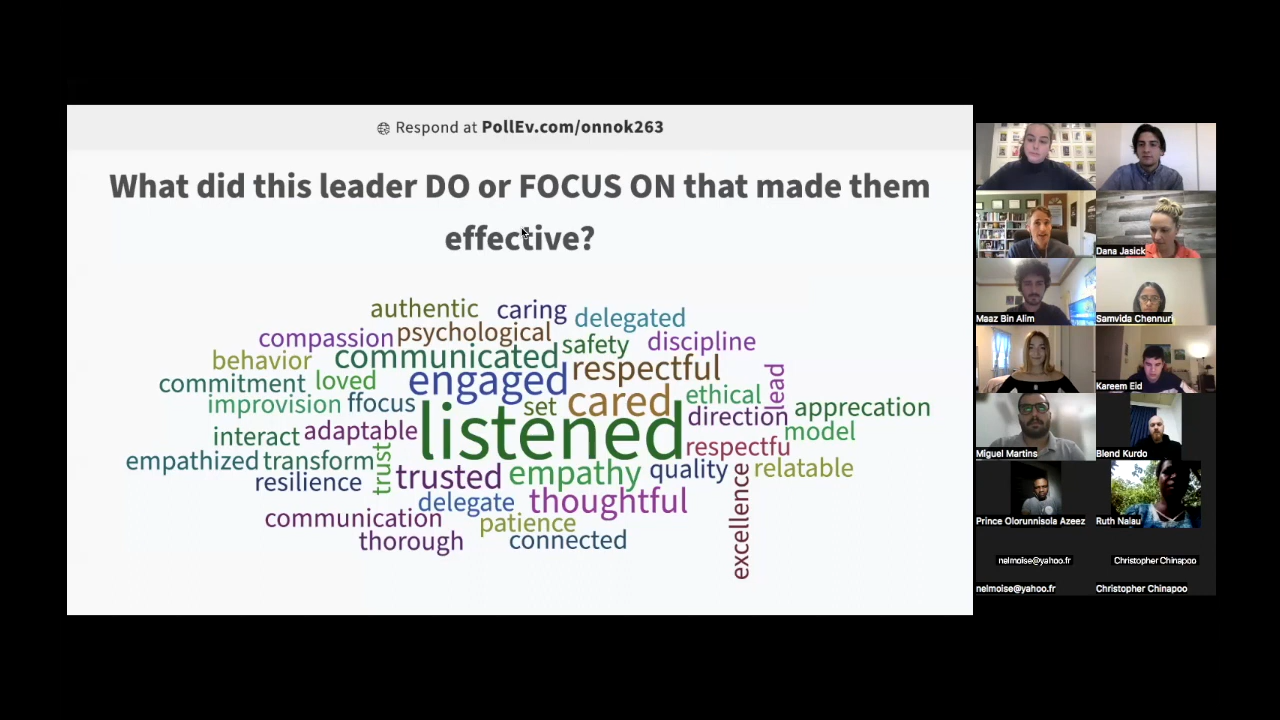 Respond at PollEv.com/onnok263
What did this leader DO or FOCUS ON that made them
effective?
authentic caring delegated
compassion psychological safety discipline
behavior communicated respectful
commitment loved engaged ethical lead
improvision ffocus set cared direction apprecation
interact adaptable listened respectfu model
empathized transform trust trusted empathy quality relatable
resilience delegate thoughtful excellence
communication patience
thorough connected
Dana Jasick
Maaz Bin Alim
Samvida Chennuri
Kareem Eid
Miguel Martins
Blend Kurdo
Prince Olorunnisola Azeez
Ruth Nalau
nelmoise@yahoo.fr
Christopher Chinapoo
nelmoise@yahoo.fr
Christopher Chinapoo